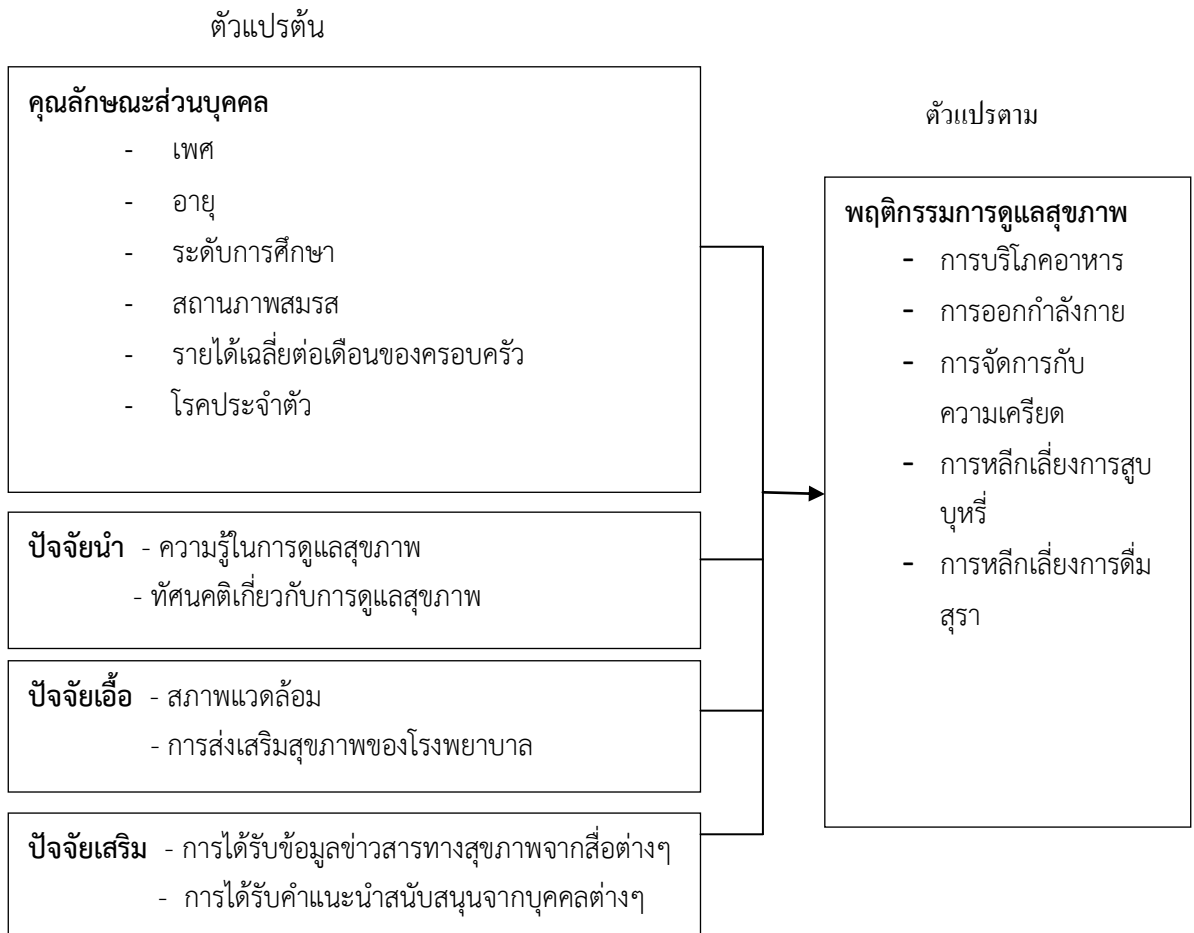 ตัวแปรต้น
คุณลักษณะส่วนบุคคล
- เพศ
- อายุ
- ระดับการศึกษา
- สถานภาพสมรส
- รายได้เฉลี่ยต่อเดือนของครอบครัว
- โรคประจำตัว
ปัจจัยนำ - ความรู้ในการดูแลสุขภาพ
- ทัศนคติเกี่ยวกับการดูแลสุขภาพ
ปัจจัยเอื้อ - สภาพแวดล้อม
- การส่งเสริมสุขภาพของโรงพยาบาล
ปัจจัยเสริม - การได้รับข้อมูลข่าวสารทางสุขภาพจากสื่อต่างๆ
- การได้รับคำแนะนำสนับสนุนจากบุคคลต่างๆ
ตัวแปรตาม
พฤติกรรมการดูแลสุขภาพ
- การบริโภคอาหาร
- การออกกำลังกาย
- การจัดการกับ
ความเครียด
- การหลีกเลี่ยงการสูบ
บุหรี่
- การหลีกเลี่ยงการดื่ม
สุรา